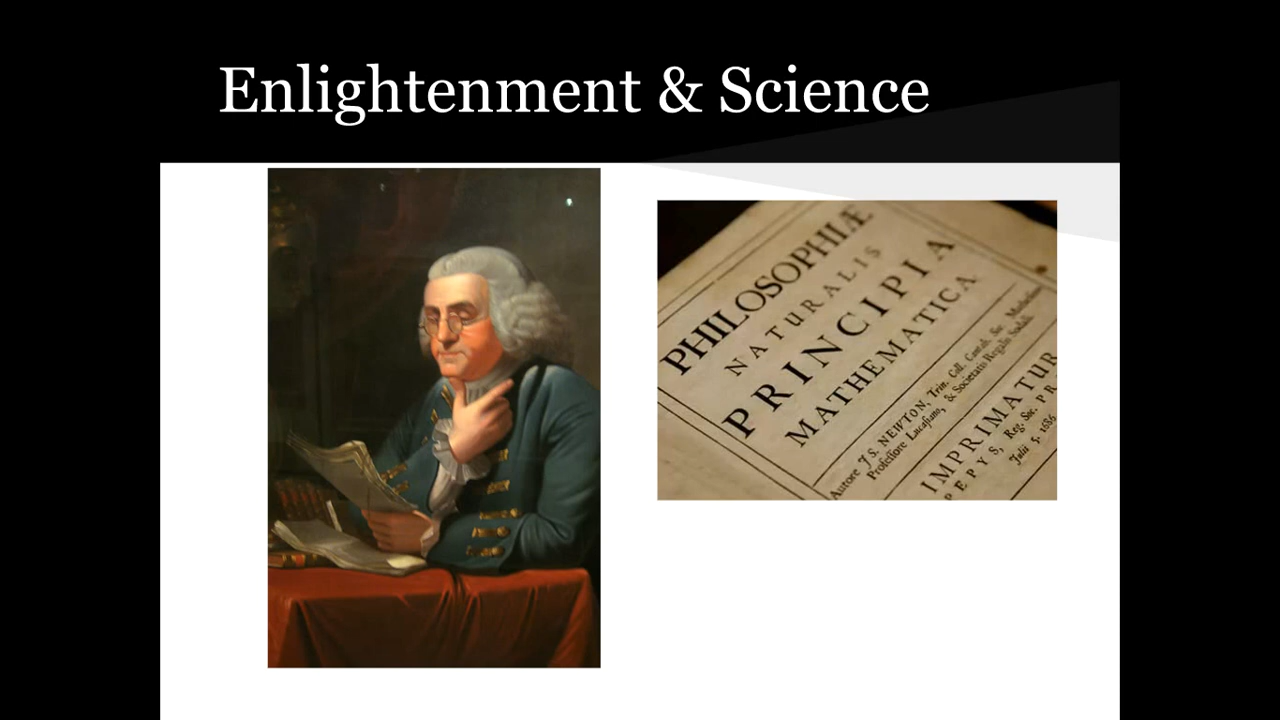 Enlightenment & Science
PHILOSOPHIÆ
NATURALIS
PRINCIPIA
MATHEMATICA
Autore JS. NEWTON, Trin. Coll. Cantab. Soc. Matheseos
Professore Lucasiano, & Societatis Regalis Sodali.
IMPRIMATUR
PEPYS, Reg. Soc. PR
Julii 5. 1686.